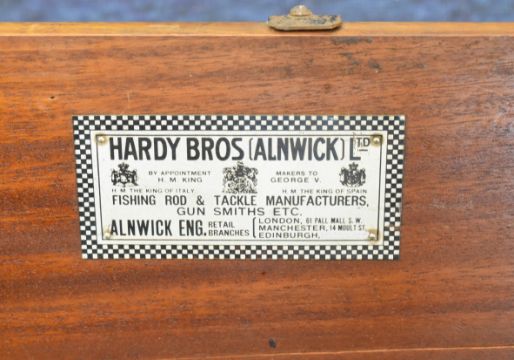 HARDY BROS (ALNWICK) LTD
BY APPOINTMENT MAKERS TO
H. M. KING GEORGE V.
H. M. THE KING OF ITALY. H. M. THE KING OF SPAIN
FISHING ROD & TACKLE MANUFACTURERS,
GUN SMITHS ETC.
ALNWICK ENG. RETAIL BRANCHES
LONDON, 61 PALL MALL S.W.
MANCHESTER, 14 MOULT ST.
EDINBURGH,